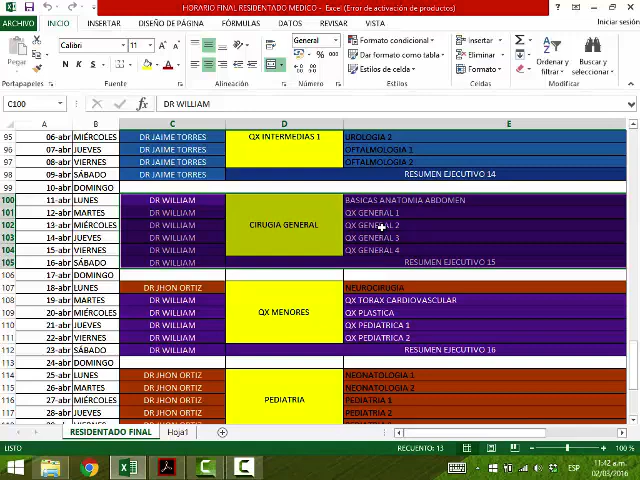 HORARIO FINAL RESIDENTADO MEDICO - Excel (Error de activación de productos)
ARCHIVO INICIO INSERTAR DISEÑO DE PÁGINA FÓRMULAS DATOS REVISAR VISTA Iniciar sesión
Calibri 11 General Formato condicional Insertar
Pegar N K S Dar formato como tabla Eliminar Ordenar y filtrar Buscar y seleccionar
Estilos de celda Formato
Portapapeles Fuente Alineación Número Estilos Celdas Modificar
C100 fx DR WILLIAM
A B C D E
95 06-abr MIÉRCOLES DR JAIME TORRES QX INTERMEDIAS 1 UROLOGIA 2
96 07-abr JUEVES DR JAIME TORRES OFTALMOLOGIA 1
97 08-abr VIERNES DR JAIME TORRES OFTALMOLOGIA 2
98 09-abr SÁBADO DR JAIME TORRES RESUMEN EJECUTIVO 14
99 10-abr DOMINGO
100 11-abr LUNES DR WILLIAM BASICAS ANATOMIA ABDOMEN
101 12-abr MARTES DR WILLIAM QX GENERAL 1
102 13-abr MIÉRCOLES DR WILLIAM CIRUGIA GENERAL QX GENERAL 2
103 14-abr JUEVES DR WILLIAM QX GENERAL 3
104 15-abr VIERNES DR WILLIAM QX GENERAL 4
105 16-abr SÁBADO DR WILLIAM RESUMEN EJECUTIVO 15
106 17-abr DOMINGO
107 18-abr LUNES DR JHON ORTIZ NEUROCIRUGIA
108 19-abr MARTES DR WILLIAM QX TORAX CARDIOVASCULAR
109 20-abr MIÉRCOLES DR WILLIAM QX MENORES QX PLASTICA
110 21-abr JUEVES DR WILLIAM QX PEDIATRICA 1
111 22-abr VIERNES DR WILLIAM QX PEDIATRICA 2
112 23-abr SÁBADO DR WILLIAM RESUMEN EJECUTIVO 16
113 24-abr DOMINGO
114 25-abr LUNES DR JHON ORTIZ NEONATOLOGIA 1
115 26-abr MARTES DR JHON ORTIZ NEONATOLOGIA 2
116 27-abr MIÉRCOLES DR JHON ORTIZ PEDIATRIA PEDIATRIA 1
117 28-abr JUEVES DR JHON ORTIZ PEDIATRIA 2
RESIDENTADO FINAL Hoja1
LISTO RECUENTO: 13 100 %
ESP 11:42 a.m.
02/03/2016